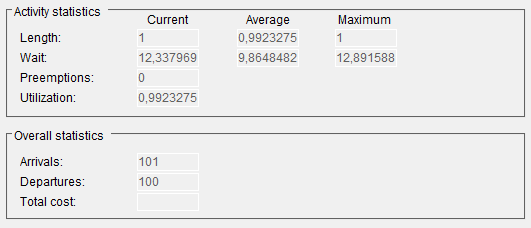 Activity statistics
Current Average Maximum
Length: 1 0,9923275 1
Wait: 12,337969 9,8648482 12,891588
Preemptions: 0
Utilization: 0,9923275
Overall statistics
Arrivals: 101
Departures: 100
Total cost: